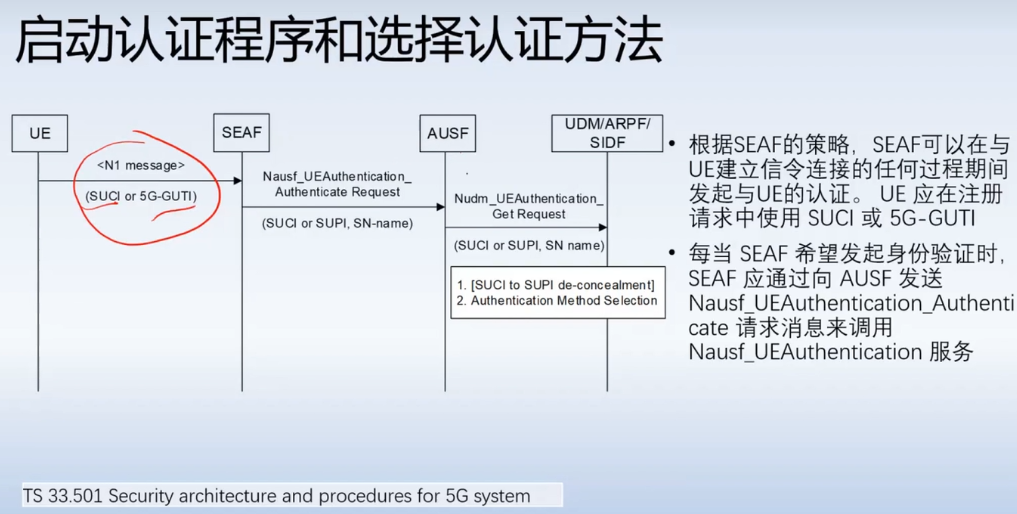 启动认证程序和选择认证方法
UE
SEAF
AUSF
UDM/ARPF/
SIDF
<N1 message>
(SUCI or 5G-GUTI)
Nausf_UEAuthentication_
Authenticate Request
(SUCI or SUPI, SN-name)
Nudm_UEAuthentication_
Get Request
(SUCI or SUPI, SN name)
1. [SUCI to SUPI de-concealment]
2. Authentication Method Selection
• 根据SEAF的策略，SEAF可以在与
UE建立信令连接的任何过程期间
发起与UE的认证。 UE 应在注册
请求中使用 SUCI 或 5G-GUTI
• 每当 SEAF 希望发起身份验证时，
SEAF 应通过向 AUSF 发送
Nausf_UEAuthentication_Authenti
cate 请求消息来调用
Nausf_UEAuthentication 服务
TS 33.501 Security architecture and procedures for 5G system